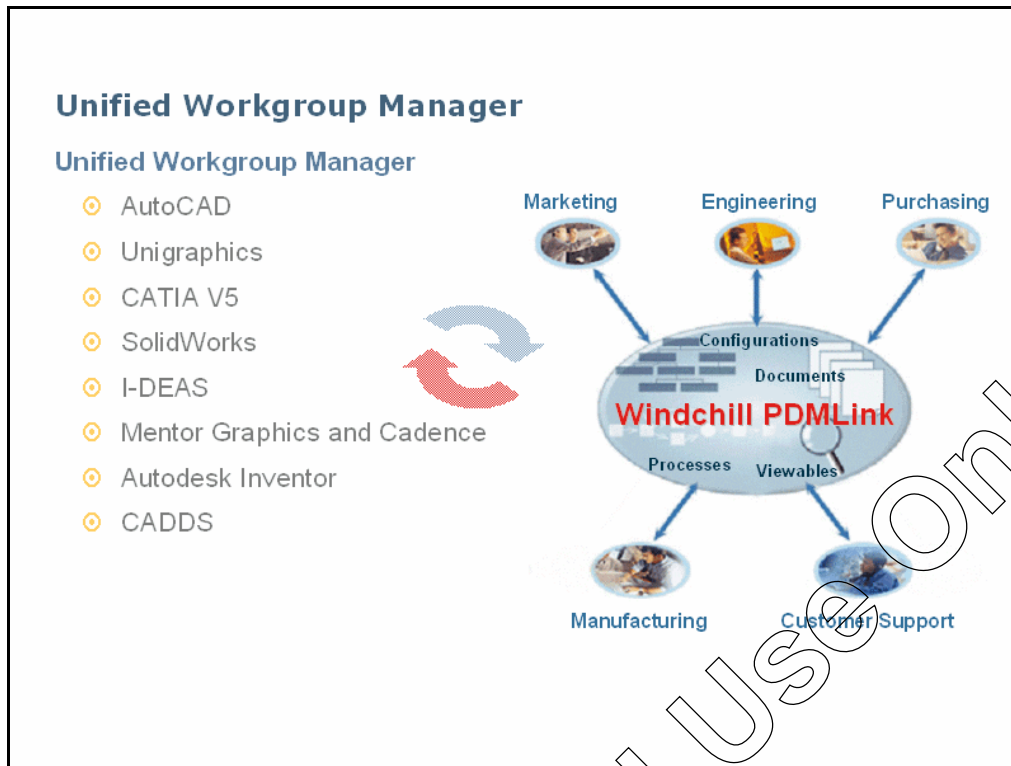 Unified Workgroup Manager
Unified Workgroup Manager
AutoCAD
Unigraphics
CATIA V5
SolidWorks
I-DEAS
Mentor Graphics and Cadence
Autodesk Inventor
CADDS
Marketing
Engineering
Purchasing
Configurations
Documents
Windchill PDMLink
Processes
Viewables
Manufacturing
Customer Support
Use